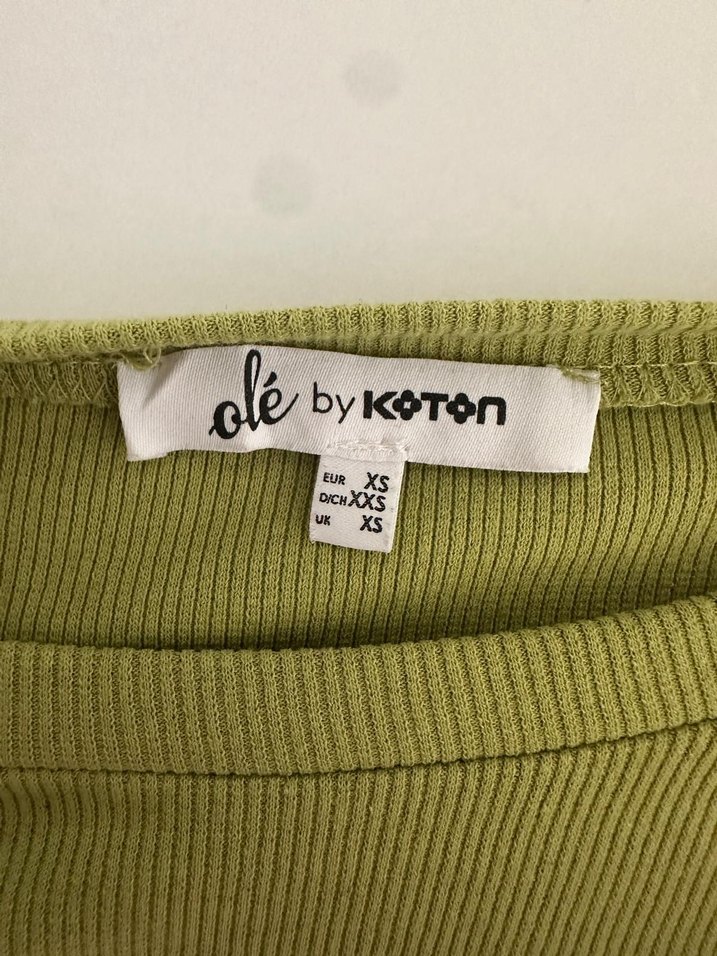 olé by KOTON
EUR XS
D/CH XXS
UK XS